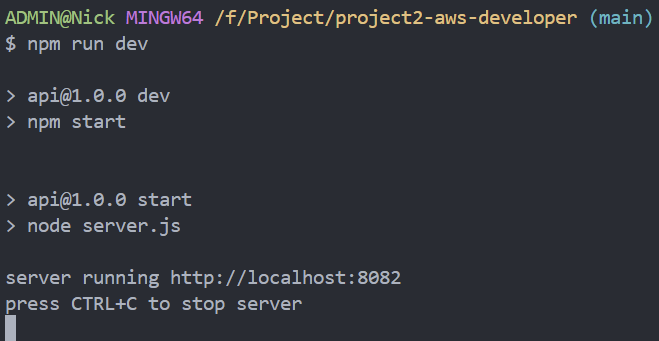 ADMIN@Nick MINGW64 /f/Project/project2-aws-developer (main)
$ npm run dev
> api@1.0.0 dev
> npm start
> api@1.0.0 start
> node server.js
server running http://localhost:8082
press CTRL+C to stop server